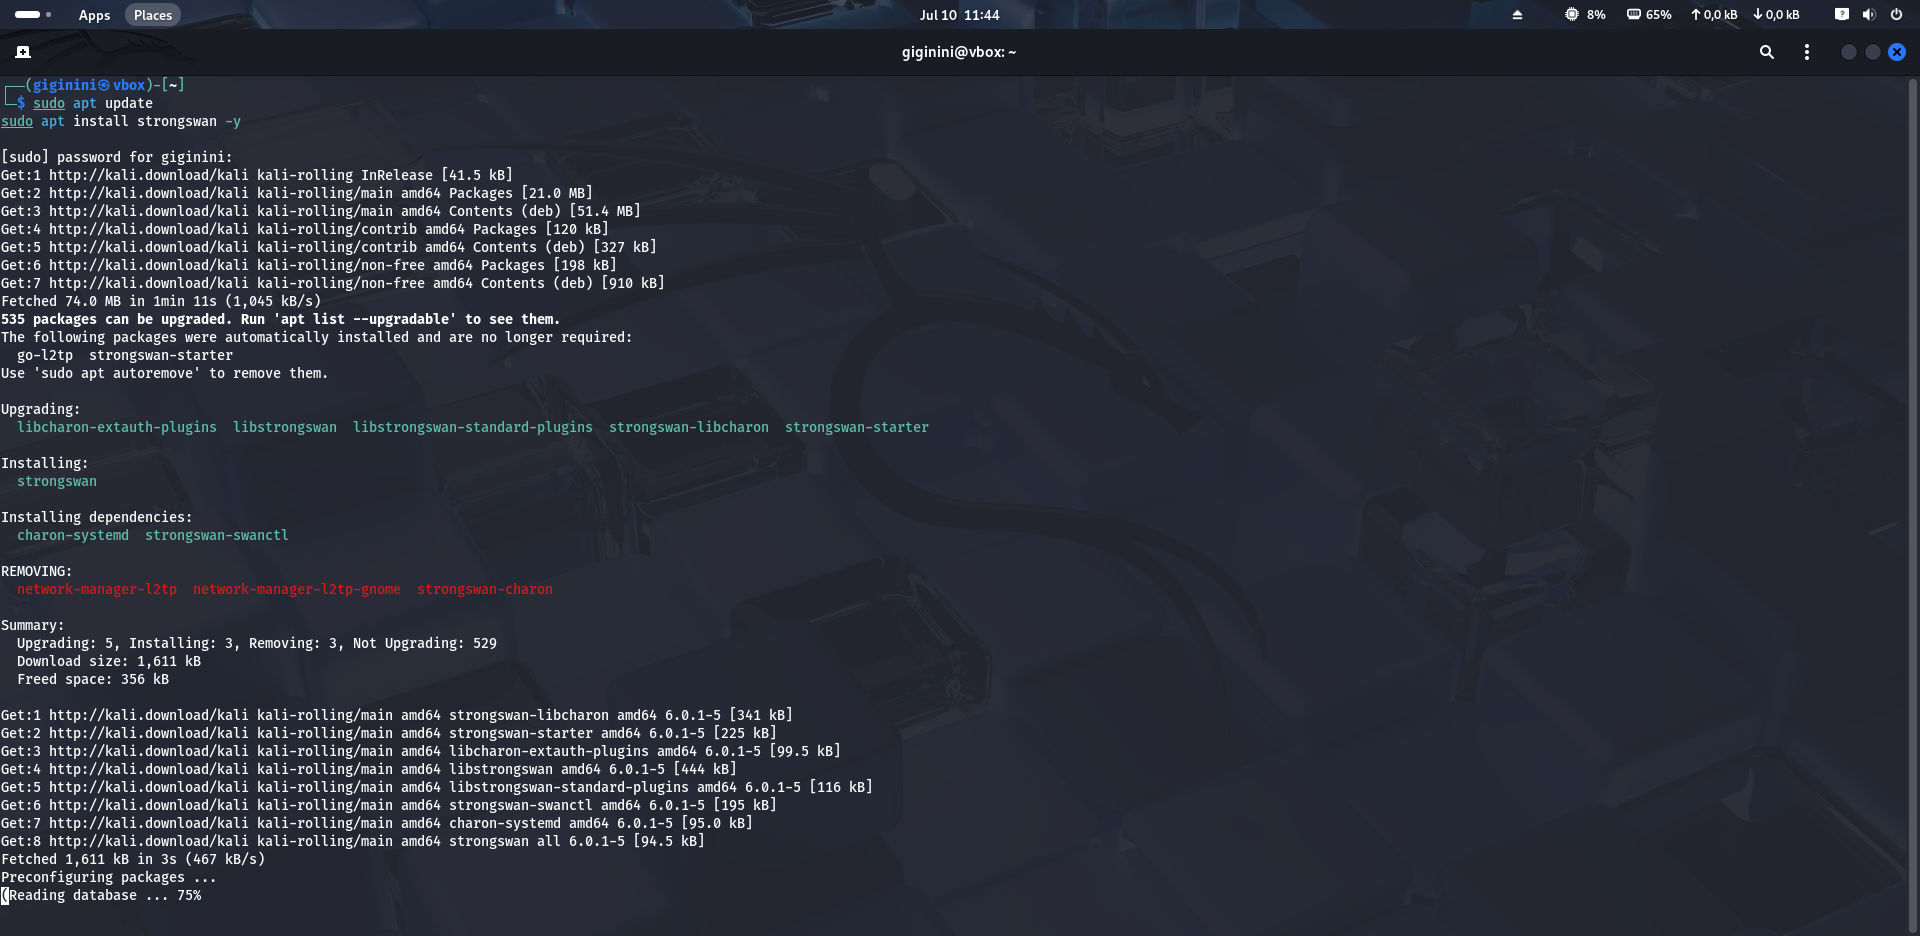 Apps Places Jul 10 11:44 8% 65% 0,0 kB 0,0 kB
giginini@vbox: ~
┌──(giginini㉿vbox)-[~]
└─$ sudo apt update
sudo apt install strongswan -y
[sudo] password for giginini:
Get:1 http://kali.download/kali kali-rolling InRelease [41.5 kB]
Get:2 http://kali.download/kali kali-rolling/main amd64 Packages [21.0 MB]
Get:3 http://kali.download/kali kali-rolling/main amd64 Contents (deb) [51.4 MB]
Get:4 http://kali.download/kali kali-rolling/contrib amd64 Packages [120 kB]
Get:5 http://kali.download/kali kali-rolling/contrib amd64 Contents (deb) [327 kB]
Get:6 http://kali.download/kali kali-rolling/non-free amd64 Packages [198 kB]
Get:7 http://kali.download/kali kali-rolling/non-free amd64 Contents (deb) [910 kB]
Fetched 74.0 MB in 1min 11s (1,045 kB/s)
535 packages can be upgraded. Run 'apt list --upgradable' to see them.
The following packages were automatically installed and are no longer required:
  go-l2tp  strongswan-starter
Use 'sudo apt autoremove' to remove them.
Upgrading:
  libcharon-extauth-plugins  libstrongswan  libstrongswan-standard-plugins  strongswan-libcharon  strongswan-starter
Installing:
  strongswan
Installing dependencies:
  charon-systemd  strongswan-swanctl
REMOVING:
  network-manager-l2tp  network-manager-l2tp-gnome  strongswan-charon
Summary:
  Upgrading: 5, Installing: 3, Removing: 3, Not Upgrading: 529
  Download size: 1,611 kB
  Freed space: 356 kB
Get:1 http://kali.download/kali kali-rolling/main amd64 strongswan-libcharon amd64 6.0.1-5 [341 kB]
Get:2 http://kali.download/kali kali-rolling/main amd64 strongswan-starter amd64 6.0.1-5 [225 kB]
Get:3 http://kali.download/kali kali-rolling/main amd64 libcharon-extauth-plugins amd64 6.0.1-5 [99.5 kB]
Get:4 http://kali.download/kali kali-rolling/main amd64 libstrongswan amd64 6.0.1-5 [444 kB]
Get:5 http://kali.download/kali kali-rolling/main amd64 libstrongswan-standard-plugins amd64 6.0.1-5 [116 kB]
Get:6 http://kali.download/kali kali-rolling/main amd64 strongswan-swanctl amd64 6.0.1-5 [195 kB]
Get:7 http://kali.download/kali kali-rolling/main amd64 charon-systemd amd64 6.0.1-5 [95.0 kB]
Get:8 http://kali.download/kali kali-rolling/main amd64 strongswan all 6.0.1-5 [94.5 kB]
Fetched 1,611 kB in 3s (467 kB/s)
Preconfiguring packages ...
(Reading database ... 75%